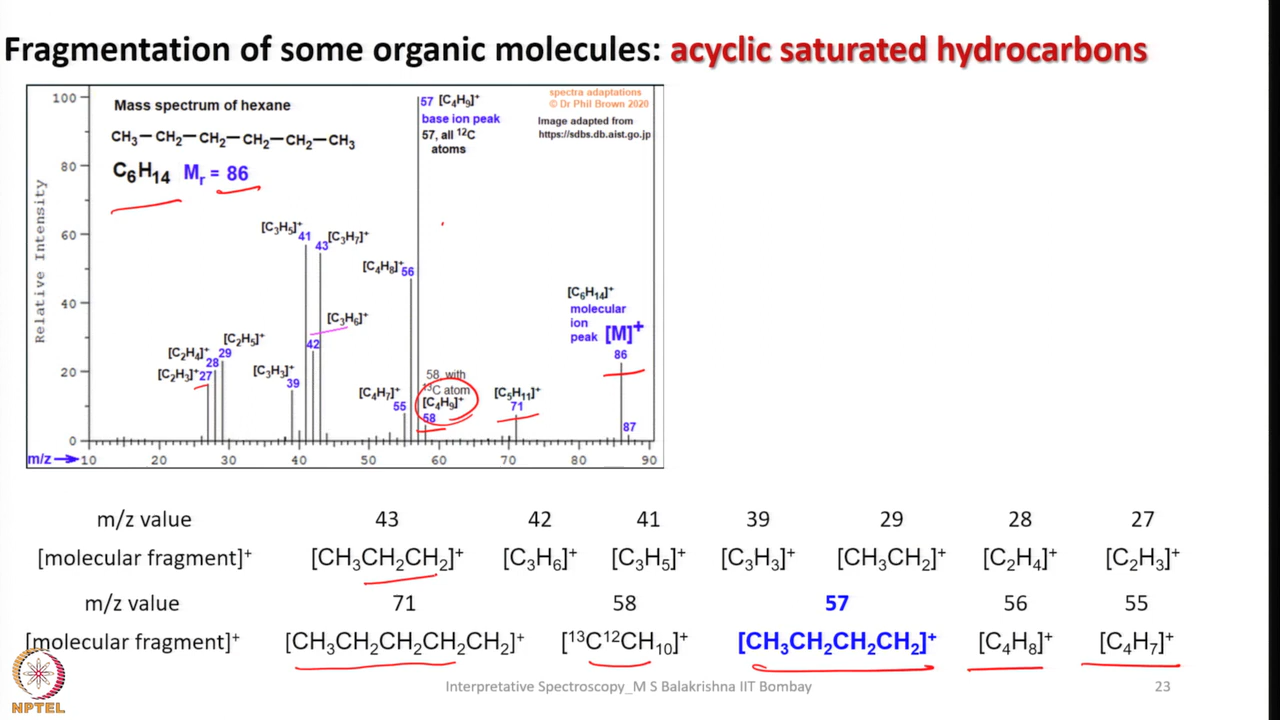 Fragmentation of some organic molecules: acyclic saturated hydrocarbons
spectra adaptations
© Dr Phil Brown 2020
Image adapted from
https://sdbs.db.aist.go.jp
Mass spectrum of hexane
CH₃—CH₂—CH₂—CH₂—CH₂—CH₃
C₆H₁₄ Mᵣ = 86
57 [C₄H₉]⁺
base ion peak
57, all ¹²C
atoms
Relative Intensity
100
80
60
40
20
0
[C₃H₅]⁺
41
43 [C₃H₇]⁺
[C₄H₈]⁺ 56
[C₃H₆]⁺
42
[C₂H₅]⁺
29
[C₂H₄]⁺
28
[C₂H₃]⁺ 27
[C₃H₃]⁺
39
[C₄H₇]⁺
55
58, with
¹³C atom
[C₄H₉]⁺
58
[C₅H₁₁]⁺
71
[C₆H₁₄]⁺
molecular
ion
peak [M]⁺
86
87
m/z 10 20 30 40 50 60 70 80 90
m/z value 43 42 41 39 29 28 27
[molecular fragment]⁺ [CH₃CH₂CH₂]⁺ [C₃H₆]⁺ [C₃H₅]⁺ [C₃H₃]⁺ [CH₃CH₂]⁺ [C₂H₄]⁺ [C₂H₃]⁺
m/z value 71 58 57 56 55
[molecular fragment]⁺ [CH₃CH₂CH₂CH₂CH₂]⁺ [¹³C¹²CH₁₀]⁺ [CH₃CH₂CH₂CH₂]⁺ [C₄H₈]⁺ [C₄H₇]⁺
Interpretative Spectroscopy_M S Balakrishna IIT Bombay
23
NPTEL